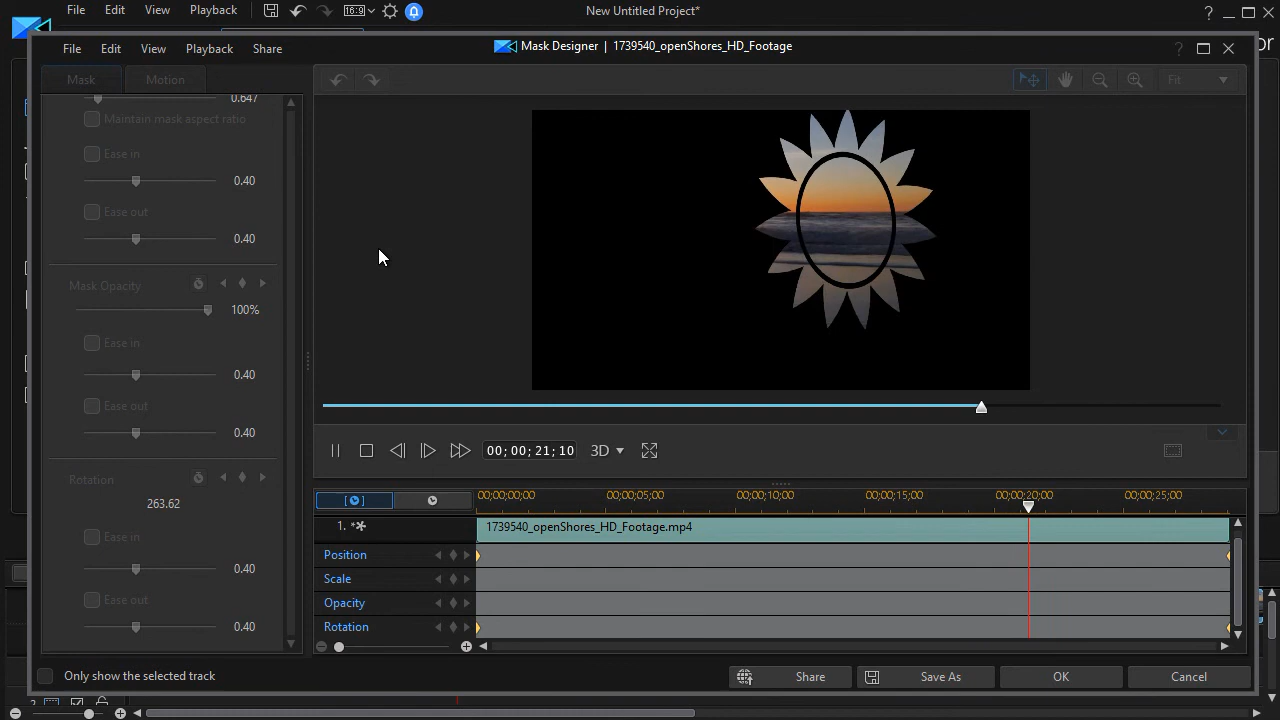 File Edit View Playback
16:9
New Untitled Project*
?
or
File Edit View Playback Share
Mask Designer | 1739540_openShores_HD_Footage
?
Mask Motion
Fit
0.647
Maintain mask aspect ratio
Ease in
0.40
Ease out
0.40
Mask Opacity
100%
Ease in
0.40
Ease out
0.40
00;00;21;10
3D
Rotation
263.62
00;00;00;00 00;00;05;00 00;00;10;00 00;00;15;00 00;00;20;00 00;00;25;00
1. 1739540_openShores_HD_Footage.mp4
Ease in
Position
0.40
Scale
Ease out
Opacity
0.40
Rotation
Only show the selected track
Share Save As OK Cancel
2.